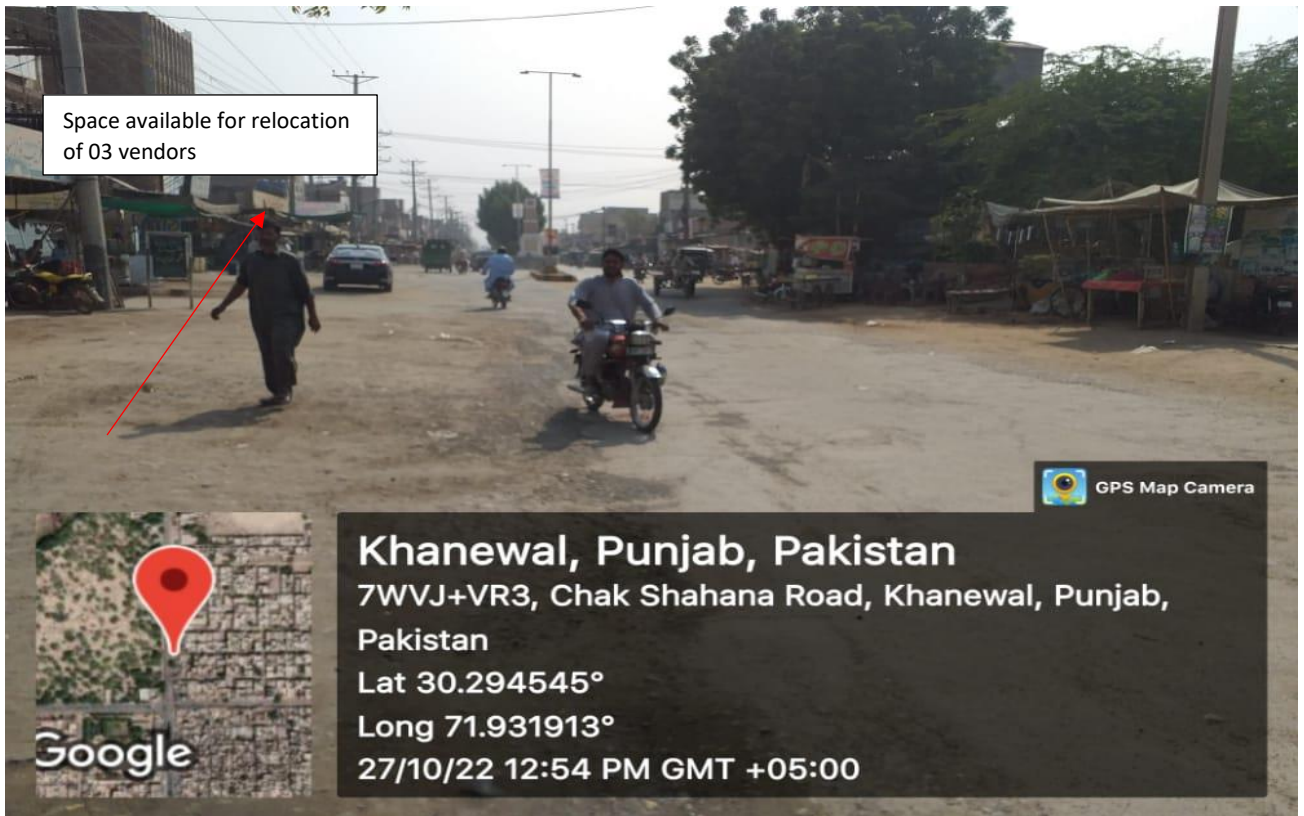 Space available for relocation
of 03 vendors
GPS Map Camera
Khanewal, Punjab, Pakistan
7WVJ+VR3, Chak Shahana Road, Khanewal, Punjab,
Pakistan
Lat 30.294545°
Long 71.931913°
27/10/22 12:54 PM GMT +05:00
Google